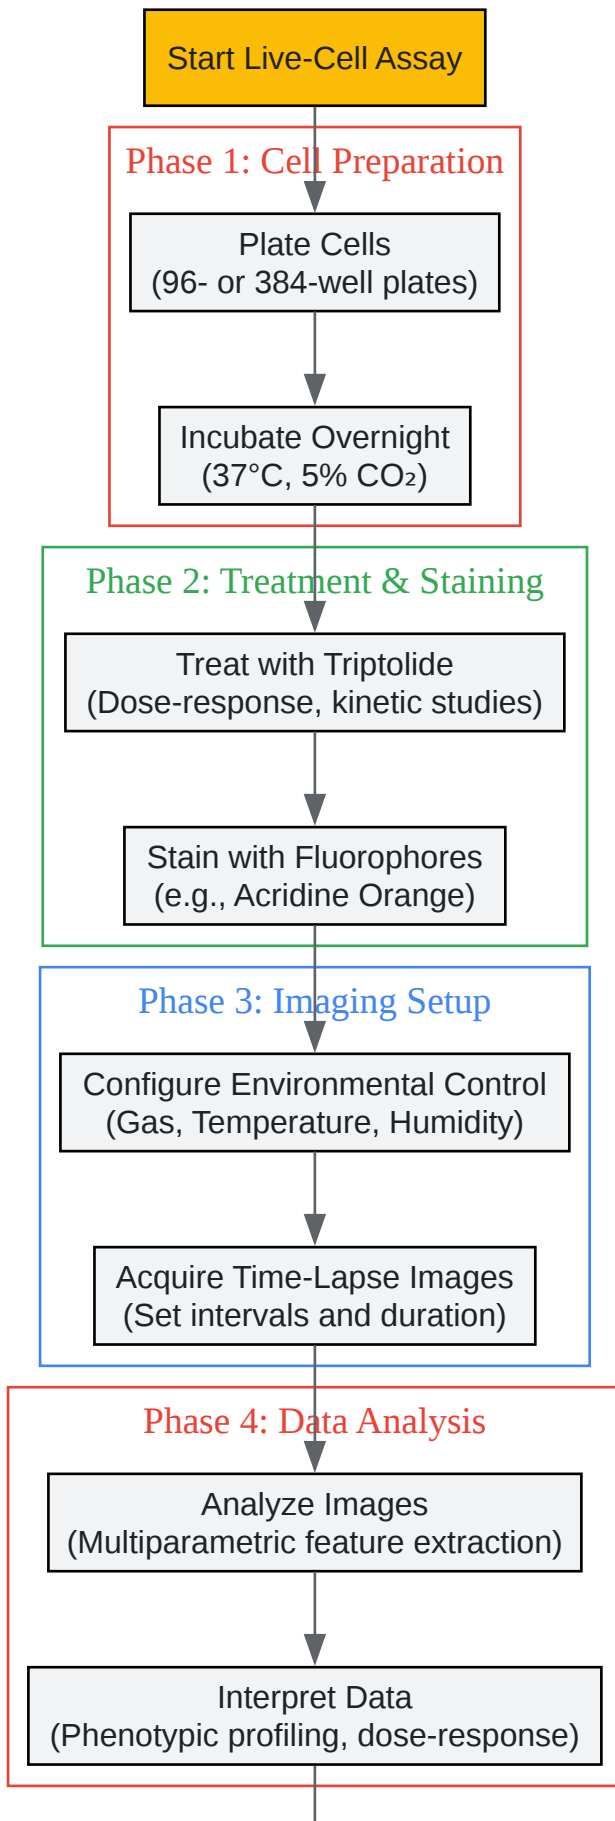 Start Live-Cell Assay
Phase 1: Cell Preparation
Plate Cells
(96- or 384-well plates)
Incubate Overnight
(37°C, 5% CO₂)
Phase 2: Treatment & Staining
Treat with Triptolide
(Dose-response, kinetic studies)
Stain with Fluorophores
(e.g., Acridine Orange)
Phase 3: Imaging Setup
Configure Environmental Control
(Gas, Temperature, Humidity)
Acquire Time-Lapse Images
(Set intervals and duration)
Phase 4: Data Analysis
Analyze Images
(Multiparametric feature extraction)
Interpret Data
(Phenotypic profiling, dose-response)